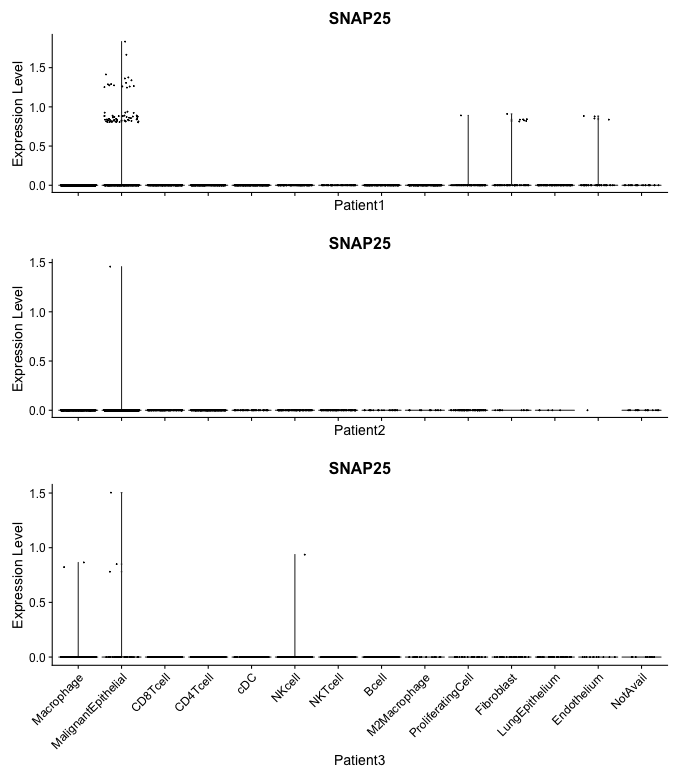 SNAP25
Expression Level
1.5
1.0
0.5
0.0
Patient1
SNAP25
Expression Level
1.5
1.0
0.5
0.0
Patient2
SNAP25
Expression Level
1.5
1.0
0.5
0.0
Macrophage
MalignantEpithelial
CD8Tcell
CD4Tcell
cDC
NKcell
NKTcell
Bcell
M2Macrophage
ProliferatingCell
Fibroblast
LungEpithelium
Endothelium
NotAvail
Patient3